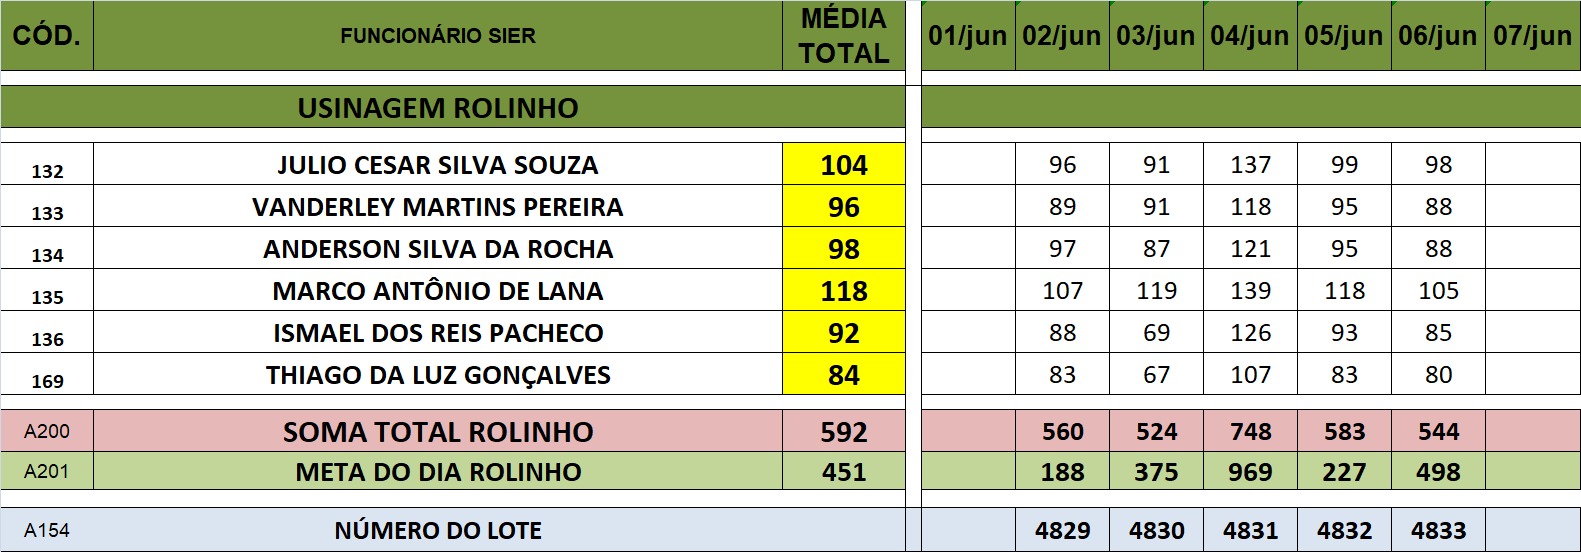 CÓD. FUNCIONÁRIO SIER MÉDIA TOTAL 01/jun 02/jun 03/jun 04/jun 05/jun 06/jun 07/jun
USINAGEM ROLINHO
132 JULIO CESAR SILVA SOUZA 104 96 91 137 99 98
133 VANDERLEY MARTINS PEREIRA 96 89 91 118 95 88
134 ANDERSON SILVA DA ROCHA 98 97 87 121 95 88
135 MARCO ANTÔNIO DE LANA 118 107 119 139 118 105
136 ISMAEL DOS REIS PACHECO 92 88 69 126 93 85
169 THIAGO DA LUZ GONÇALVES 84 83 67 107 83 80
A200 SOMA TOTAL ROLINHO 592 560 524 748 583 544
A201 META DO DIA ROLINHO 451 188 375 969 227 498
A154 NÚMERO DO LOTE 4829 4830 4831 4832 4833